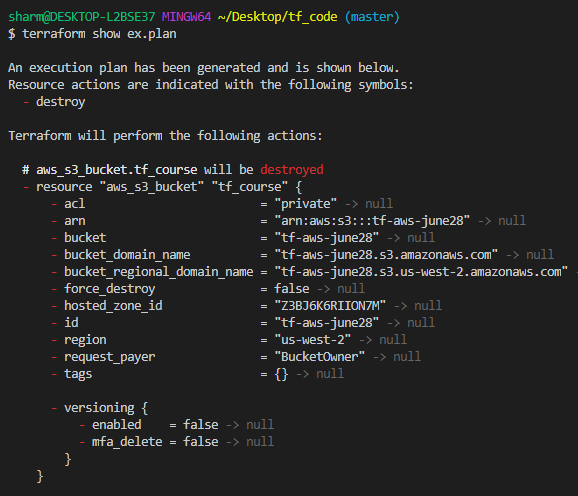 sharm@DESKTOP-L2BSE37 MINGW64 ~/Desktop/tf_code (master)
$ terraform show ex.plan

An execution plan has been generated and is shown below.
Resource actions are indicated with the following symbols:
  - destroy

Terraform will perform the following actions:

  # aws_s3_bucket.tf_course will be destroyed
  - resource "aws_s3_bucket" "tf_course" {
      - acl                         = "private" -> null
      - arn                         = "arn:aws:s3:::tf-aws-june28" -> null
      - bucket                      = "tf-aws-june28" -> null
      - bucket_domain_name          = "tf-aws-june28.s3.amazonaws.com" -> null
      - bucket_regional_domain_name = "tf-aws-june28.s3.us-west-2.amazonaws.com" -
      - force_destroy               = false -> null
      - hosted_zone_id              = "Z3BJ6K6RIION7M" -> null
      - id                          = "tf-aws-june28" -> null
      - region                      = "us-west-2" -> null
      - request_payer               = "BucketOwner" -> null
      - tags                        = {} -> null

      - versioning {
          - enabled    = false -> null
          - mfa_delete = false -> null
        }
    }